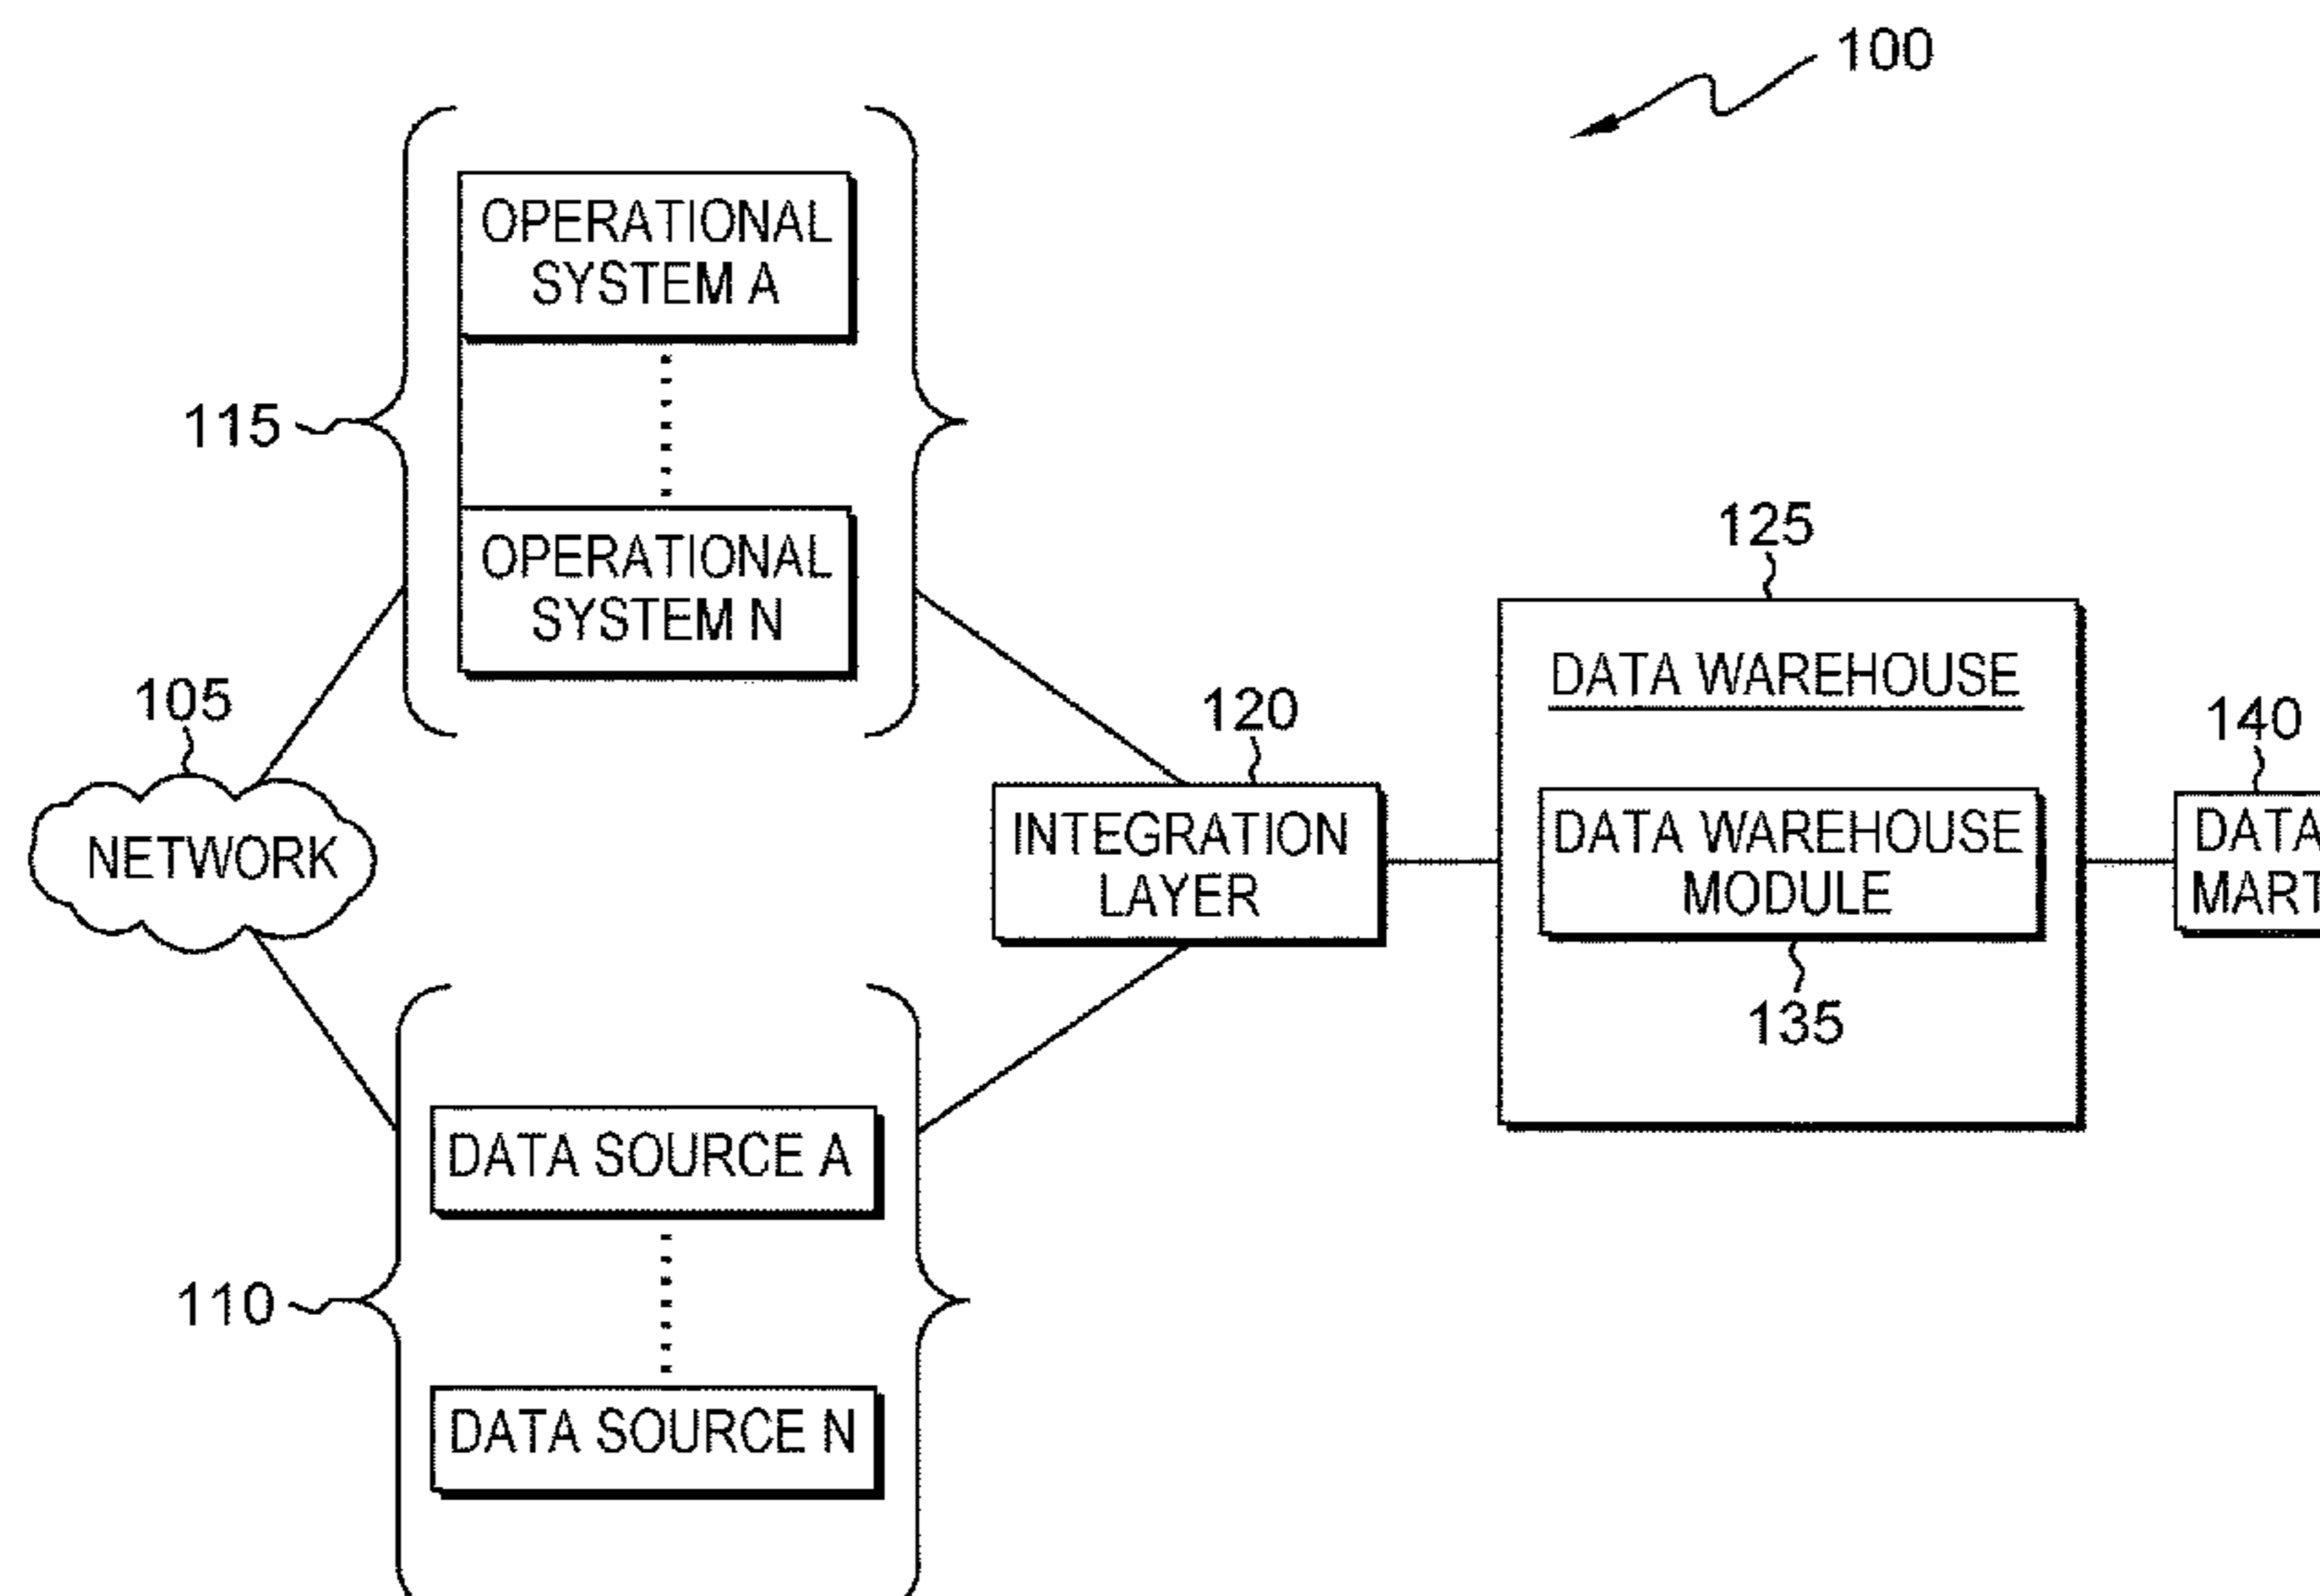 100
OPERATIONAL
SYSTEM A
115
OPERATIONAL
SYSTEM N
125
105
DATA WAREHOUSE
120
140
NETWORK
INTEGRATION
LAYER
DATA WAREHOUSE
MODULE
DATA
MART
135
DATA SOURCE A
110
DATA SOURCE N